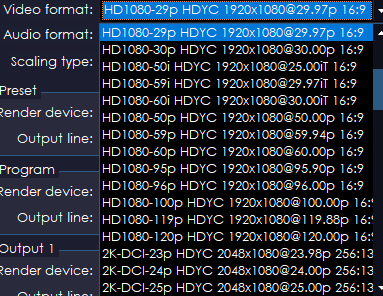 Video format: HD1080-29p HDYC 1920x1080@29.97p 16:9
Audio format: HD1080-29p HDYC 1920x1080@29.97p 16:9
HD1080-30p HDYC 1920x1080@30.00p 16:9
Scaling type: HD1080-50i HDYC 1920x1080@25.00iT 16:9
HD1080-59i HDYC 1920x1080@29.97iT 16:9
Preset HD1080-60i HDYC 1920x1080@30.00iT 16:9
Render device: HD1080-50p HDYC 1920x1080@50.00p 16:9
Output line: HD1080-59p HDYC 1920x1080@59.94p 16:9
HD1080-60p HDYC 1920x1080@60.00p 16:9
Program HD1080-95p HDYC 1920x1080@95.90p 16:9
Render device: HD1080-96p HDYC 1920x1080@96.00p 16:9
HD1080-100p HDYC 1920x1080@100.00p 16:
Output line: HD1080-119p HDYC 1920x1080@119.88p 16:
HD1080-120p HDYC 1920x1080@120.00p 16:
Output 1 2K-DCI-23p HDYC 2048x1080@23.98p 256:13
Render device: 2K-DCI-24p HDYC 2048x1080@24.00p 256:13
Output line: 2K-DCI-25p HDYC 2048x1080@25.00p 256:13